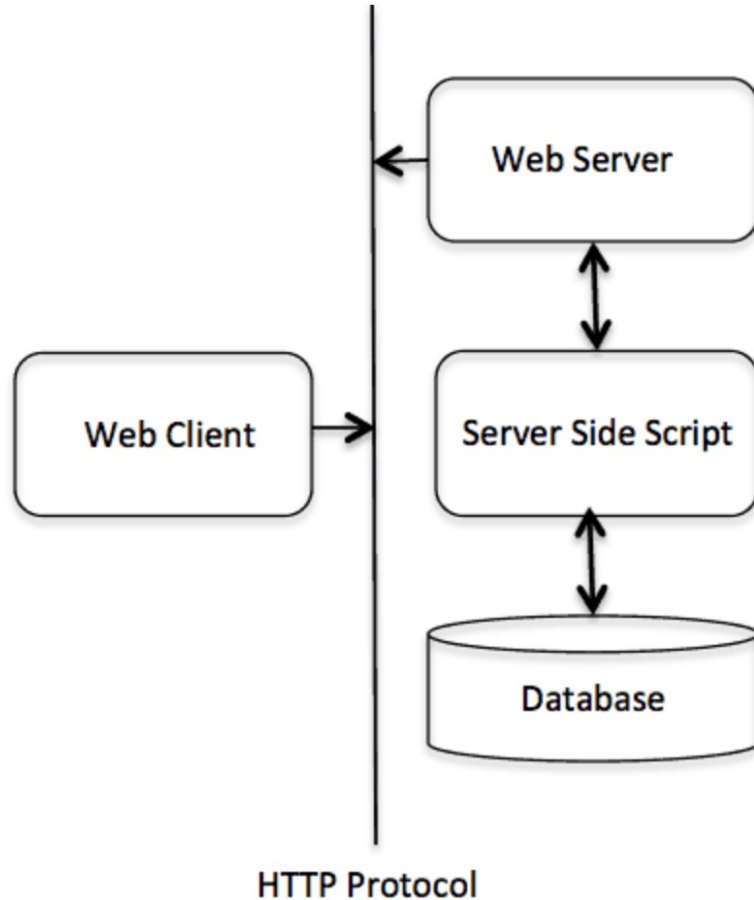 Web Server
Web Client
Server Side Script
Database
HTTP Protocol